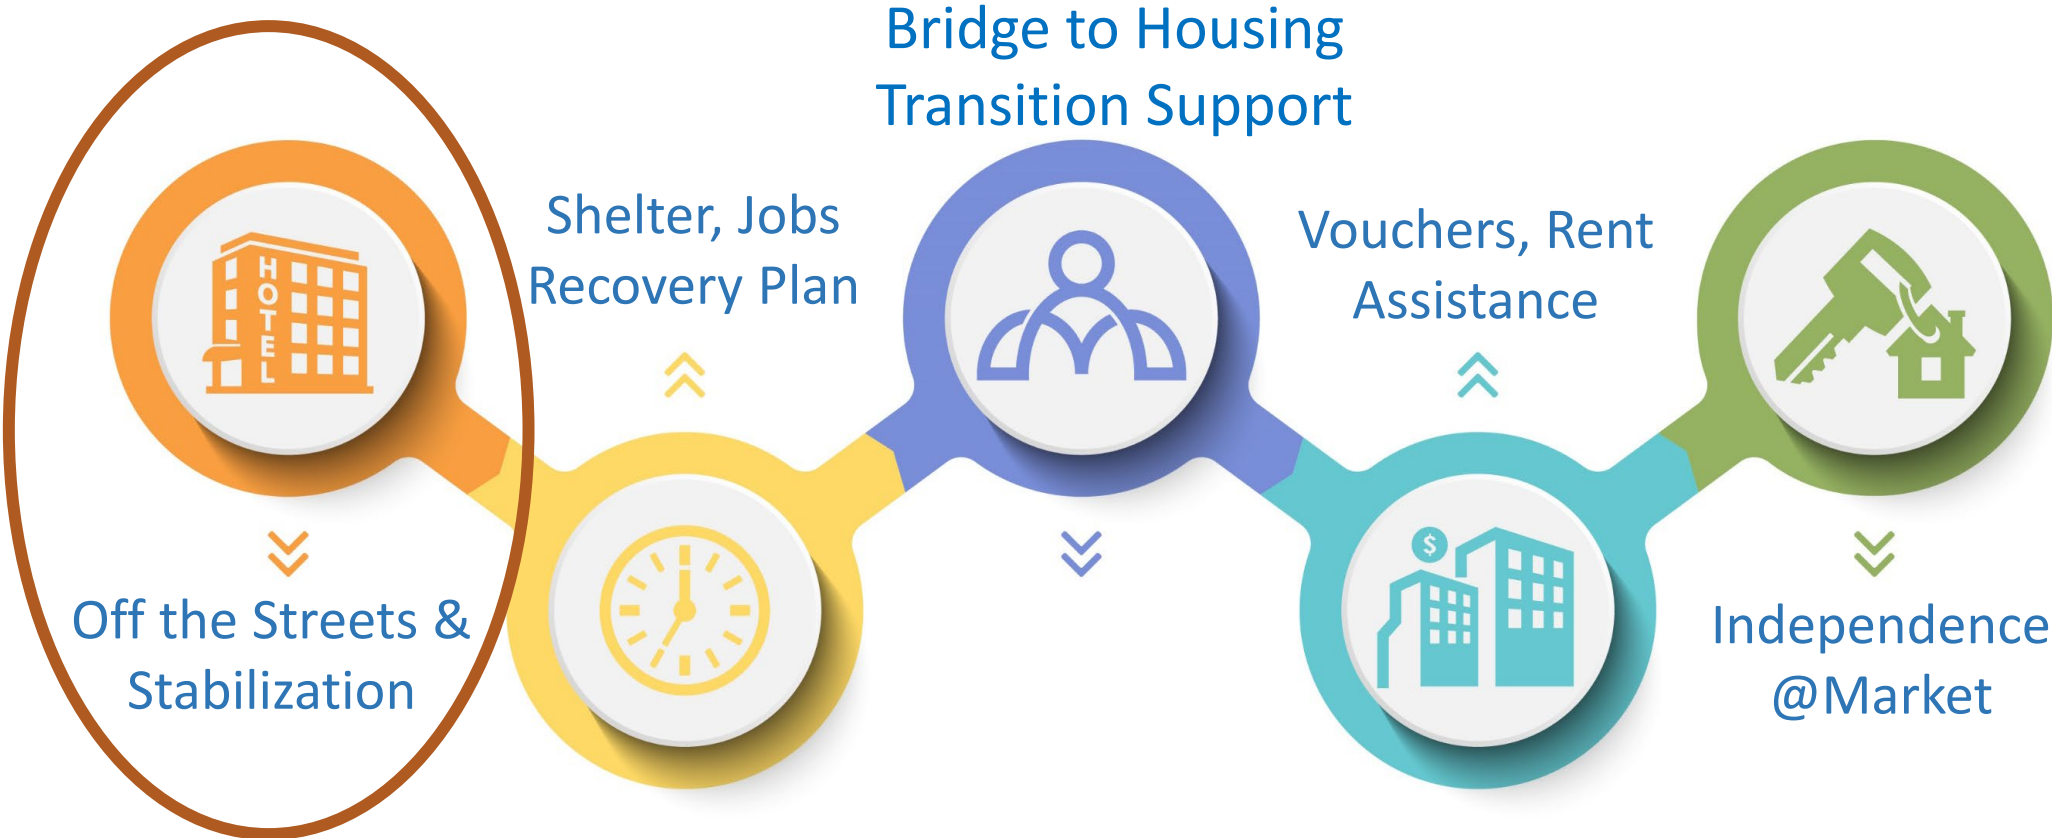 Bridge to Housing
Transition Support
Shelter, Jobs
Recovery Plan
Vouchers, Rent
Assistance
HOTEL
$
Off the Streets &
Stabilization
Independence
@Market